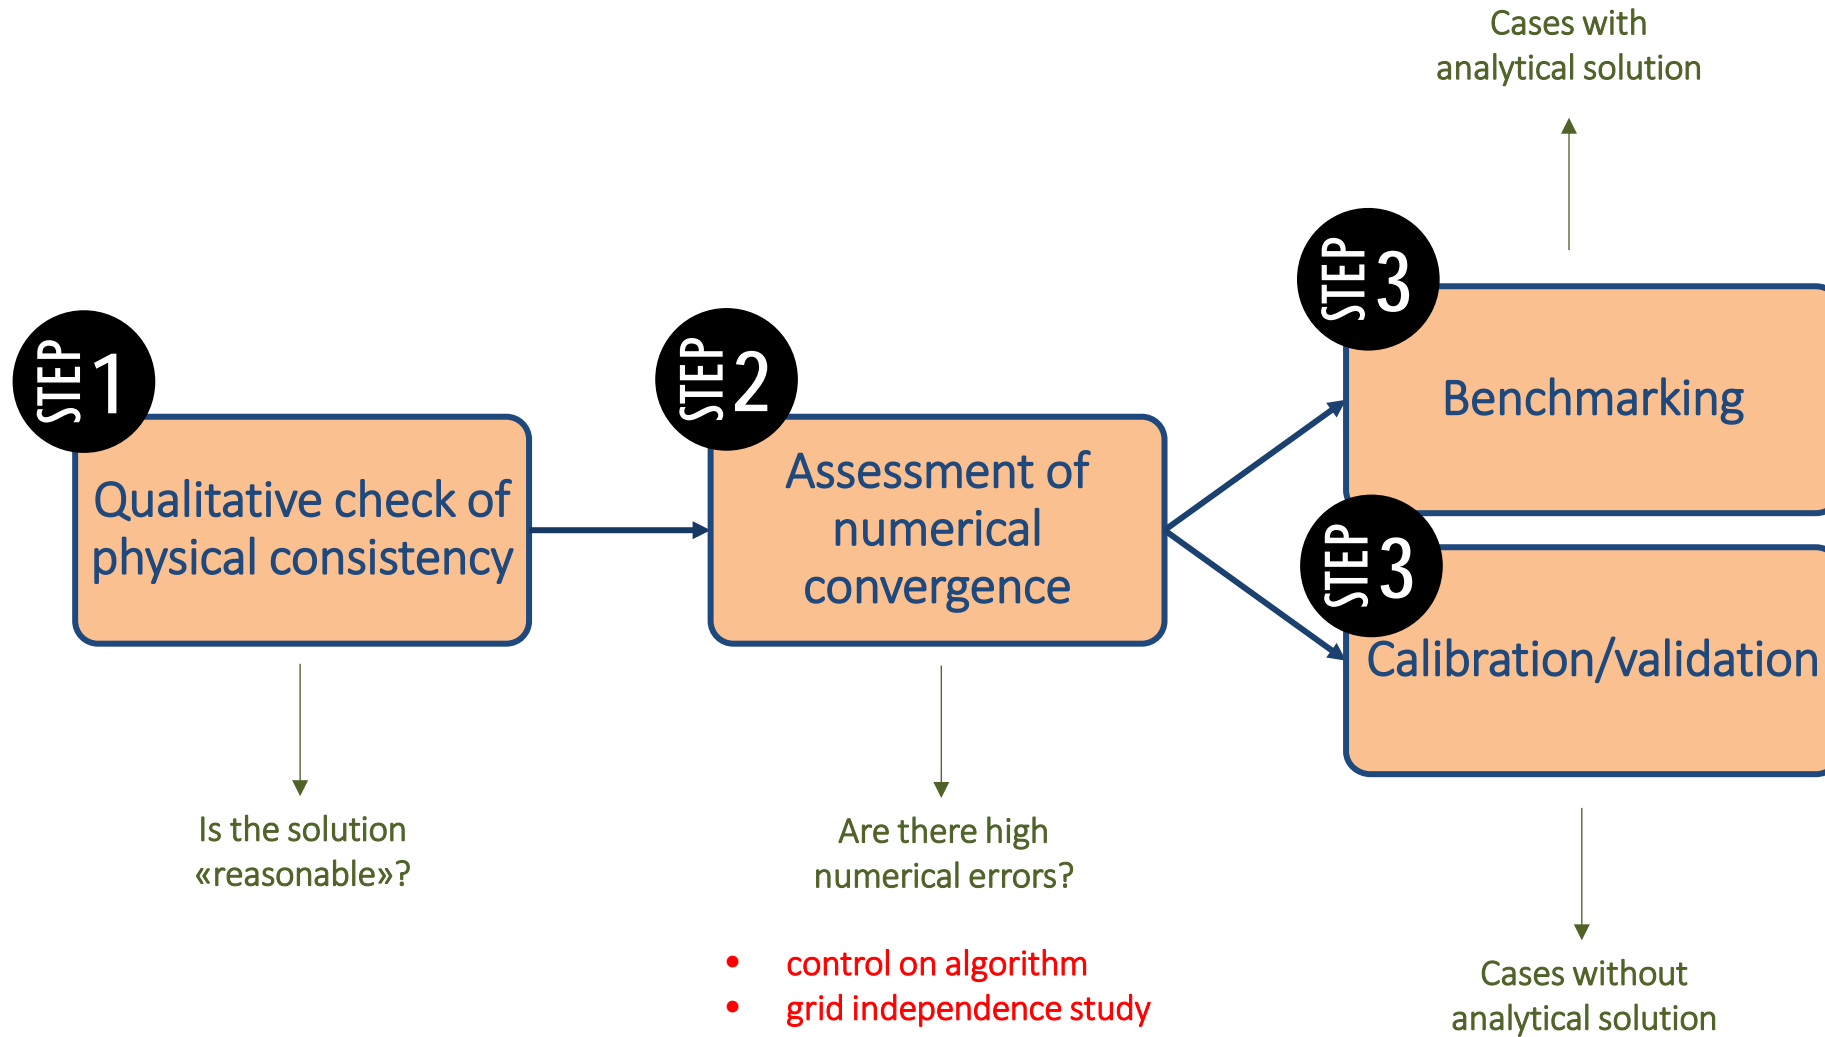 STEP 1
Qualitative check of
physical consistency
Is the solution
«reasonable»?
STEP 2
Assessment of
numerical
convergence
Are there high
numerical errors?
• control on algorithm
• grid independence study
Cases with
analytical solution
STEP 3
Benchmarking
STEP 3
Calibration/validation
Cases without
analytical solution